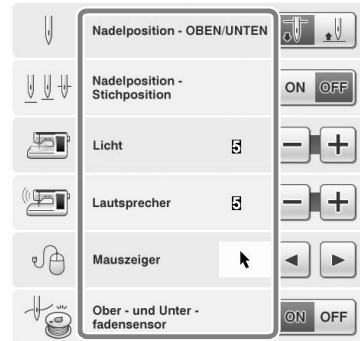 Nadelposition - OBEN/UNTEN
Nadelposition -
Stichposition
ON OFF
Licht 5
Lautsprecher 5
Mauszeiger
Ober - und Unter -
fadensensor
ON OFF